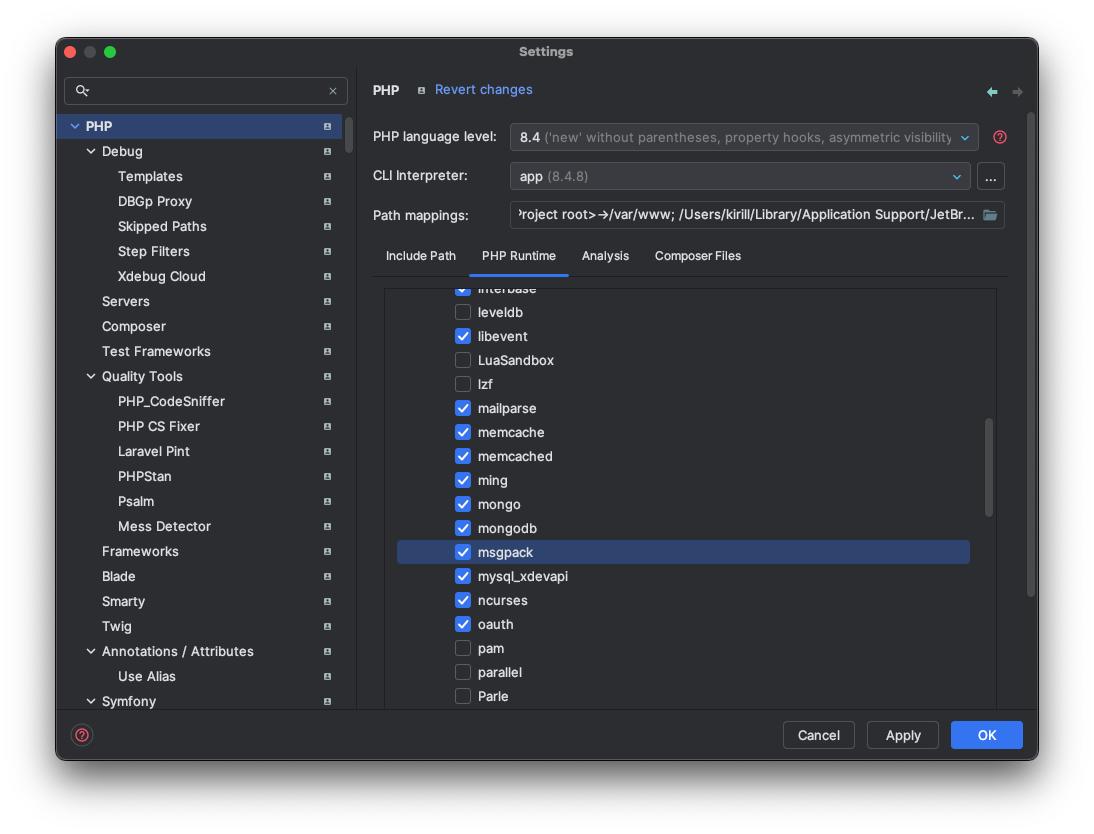 Settings
PHP
Debug
Templates
DBGp Proxy
Skipped Paths
Step Filters
Xdebug Cloud
Servers
Composer
Test Frameworks
Quality Tools
PHP_CodeSniffer
PHP CS Fixer
Laravel Pint
PHPStan
Psalm
Mess Detector
Frameworks
Blade
Smarty
Twig
Annotations / Attributes
Use Alias
Symfony
PHP Revert changes
PHP language level: 8.4 ('new' without parentheses, property hooks, asymmetric visibility
CLI Interpreter: app (8.4.8) ...
Path mappings: Project root>→/var/www; /Users/kirill/Library/Application Support/JetBr...
Include Path PHP Runtime Analysis Composer Files
interbase
leveldb
libevent
LuaSandbox
lzf
mailparse
memcache
memcached
ming
mongo
mongodb
msgpack
mysql_xdevapi
ncurses
oauth
pam
parallel
Parle
Cancel Apply OK